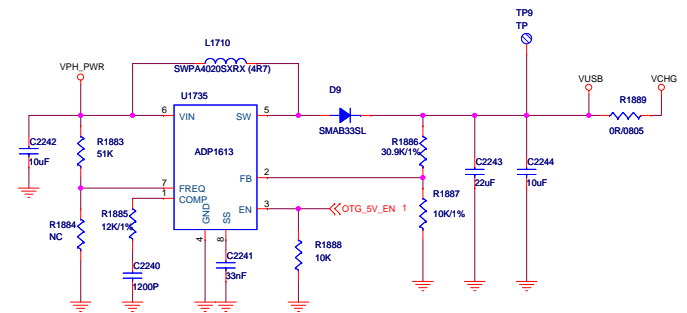 TP9
TP
L1710
VPH_PWR
SWPA4020SXRX (4R7)
D9
VUSB
VCHG
U1735
R1889
6
VIN
SW
5
SMAB33SL
0R/0805
C2242
10uF
R1883
51K
ADP1613
R1886
30.9K/1%
C2243
22uF
C2244
10uF
FB
2
7
FREQ
1
COMP
R1887
10K/1%
R1885
12K/1%
EN
3
OTG_5V_EN 1
R1884
NC
GND
SS
4
8
R1888
10K
C2240
1200P
C2241
33nF